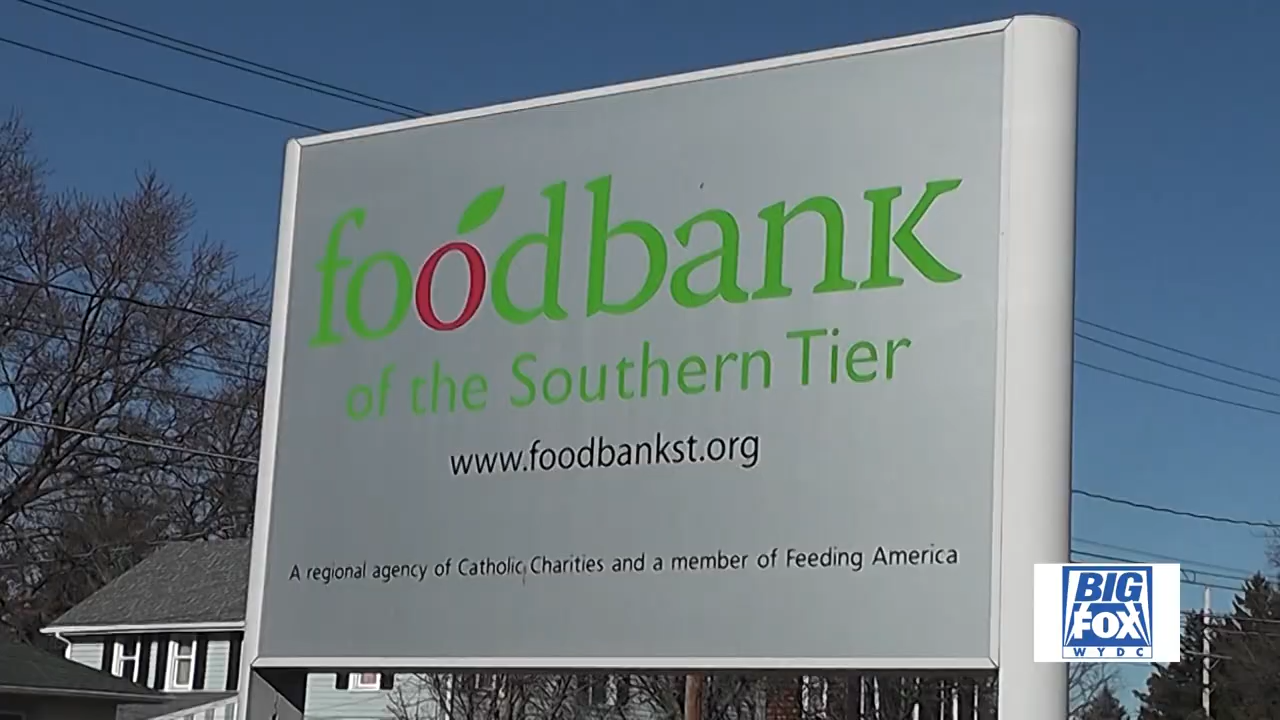 foodbank
of the Southern Tier
www.foodbankst.org
A regional agency of Catholic Charities and a member of Feeding America
BIG
FOX
WYDC